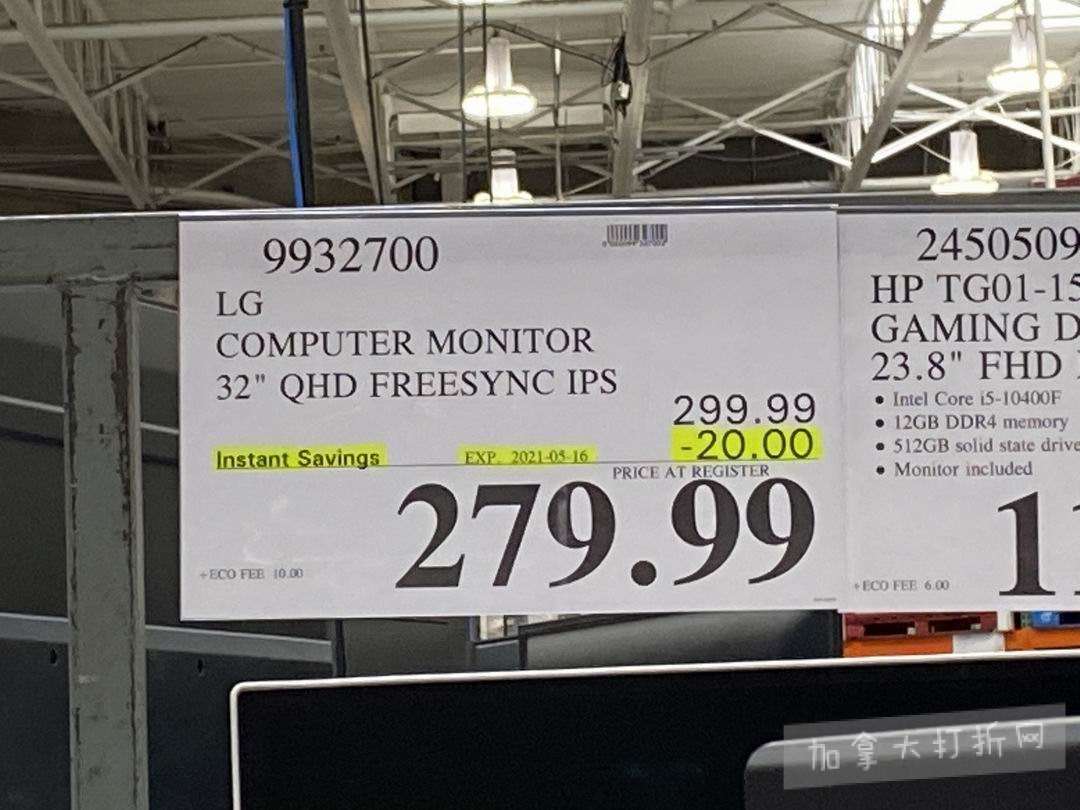 9932700
LG
COMPUTER MONITOR
32" QHD FREESYNC IPS
299.99
-20.00
Instant Savings
EXP. 2021-05-16
PRICE AT REGISTER
279.99
+ECO FEE 10.00
2450509
HP TG01-15
GAMING D
23.8" FHD
• Intel Core i5-10400F
• 12GB DDR4 memory
• 512GB solid state drive
• Monitor included
+ECO FEE 6.00
加拿大打折网